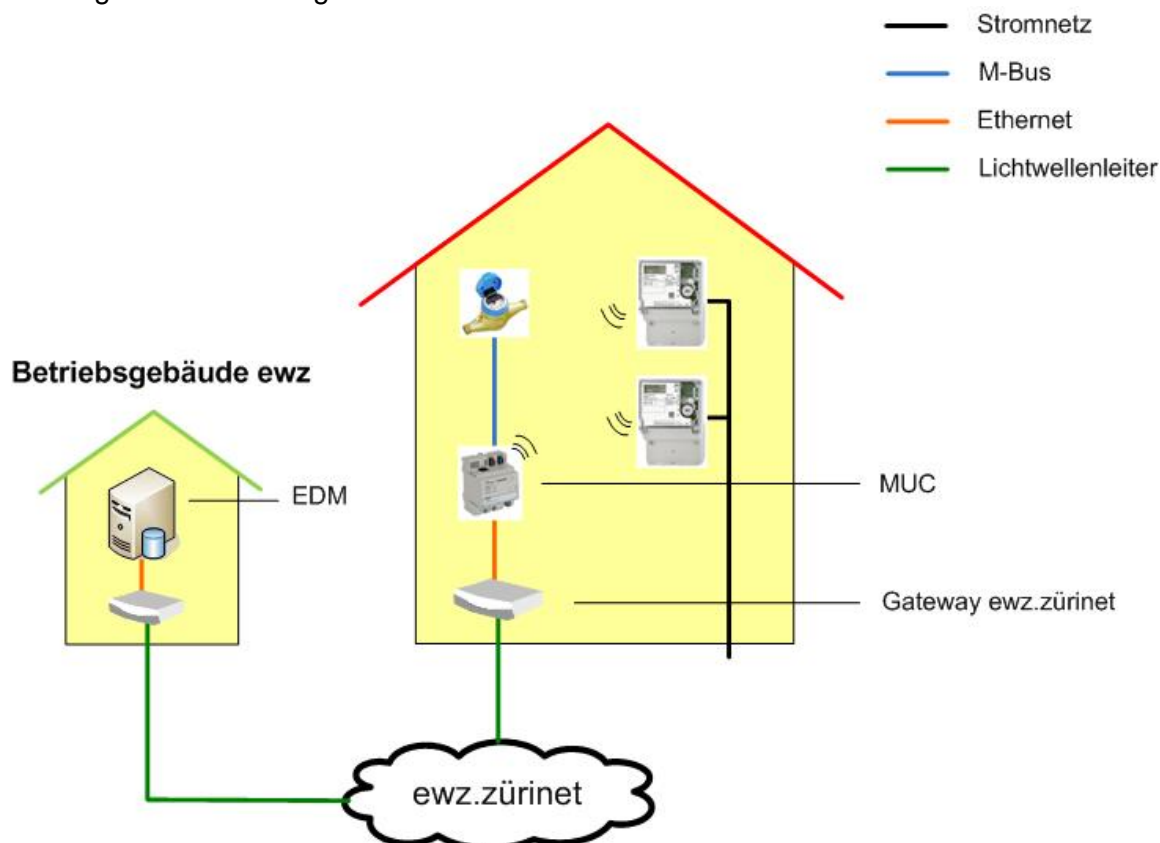 Stromnetz
M-Bus
Ethernet
Lichtwellenleiter
Betriebsgebäude ewz
EDM
MUC
Gateway ewz.zürinet
ewz.zürinet